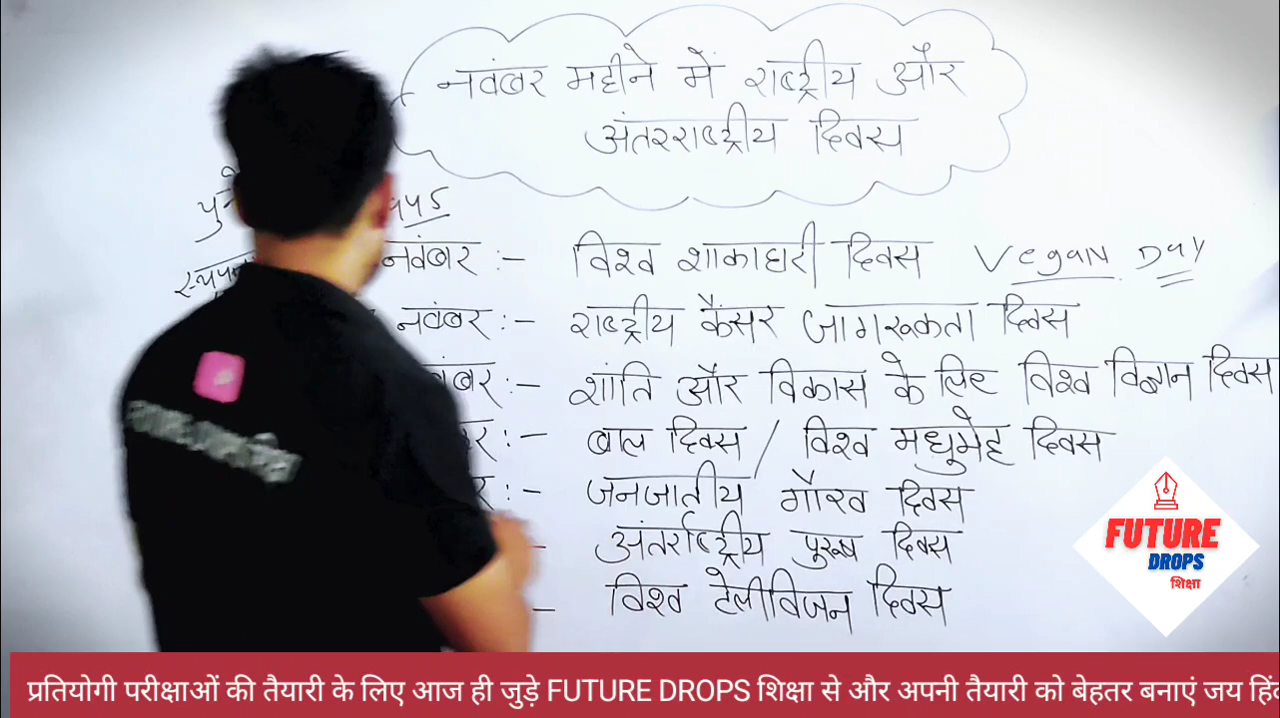 नवंबर महीने में राष्ट्रीय और
अंतरराष्ट्रीय दिवस
नवंबर :- विश्व शाकाहारी दिवस Vegan Day
नवंबर :- राष्ट्रीय कैंसर जागरूकता दिवस
:- शांति और विकास के लिए विश्व विज्ञान दिवस
:- बाल दिवस / विश्व मधुमेह दिवस
:- जनजातीय गौरव दिवस
- अंतर्राष्ट्रीय पुरुष दिवस
- विश्व टेलीविजन दिवस
FUTURE
DROPS
शिक्षा
प्रतियोगी परीक्षाओं की तैयारी के लिए आज ही जुड़े FUTURE DROPS शिक्षा से और अपनी तैयारी को बेहतर बनाएं जय